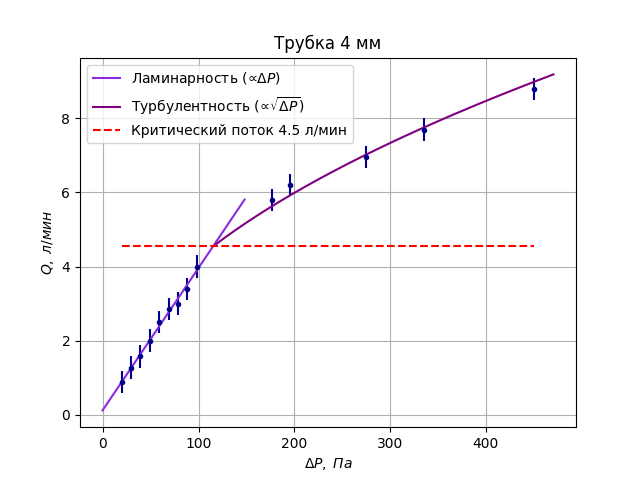 Трубка 4 мм
Ламинарность (∝ΔP)
Турбулентность (∝√ΔP)
Критический поток 4.5 л/мин
Q, л/мин
8
6
4
2
0
0 100 200 300 400
ΔP, Па